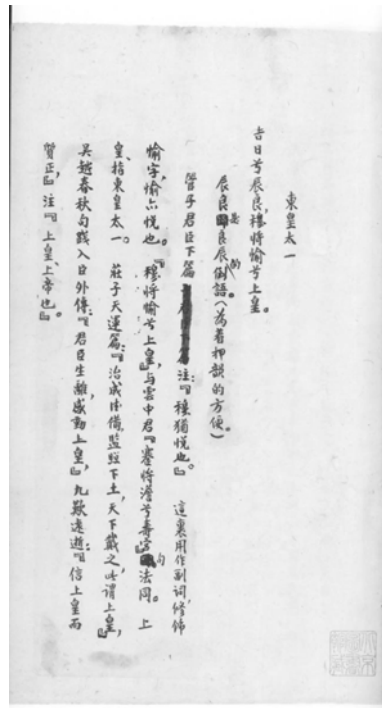 東皇太一
吉日兮辰良，穆將愉兮上皇。
辰良是良辰的倒語（為着押韻的方便。）
管子君臣下篇注：『穆猶悅也。』　這裏用作副詞，修飾
愉字，愉亦悅也。『穆將愉兮上皇』，与雲中君『蹇將憺兮壽宮』句法同。　上
皇，指東皇太一。　莊子天運篇：『治成德備，監照下土，天下戴之，此謂上皇』，
吳越春秋句踐入臣外傳：『君臣生離，感動上皇』，九歎遠遊：『信上皇而
質正』，注『上皇，上帝也。』